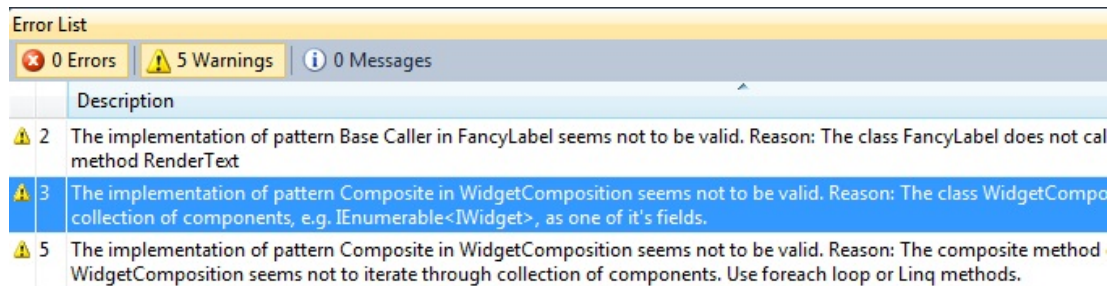 Error List
0 Errors 5 Warnings 0 Messages
Description
2 The implementation of pattern Base Caller in FancyLabel seems not to be valid. Reason: The class FancyLabel does not cal
method RenderText
3 The implementation of pattern Composite in WidgetComposition seems not to be valid. Reason: The class WidgetCompo
collection of components, e.g. IEnumerable<IWidget>, as one of it's fields.
5 The implementation of pattern Composite in WidgetComposition seems not to be valid. Reason: The composite method
WidgetComposition seems not to iterate through collection of components. Use foreach loop or Linq methods.